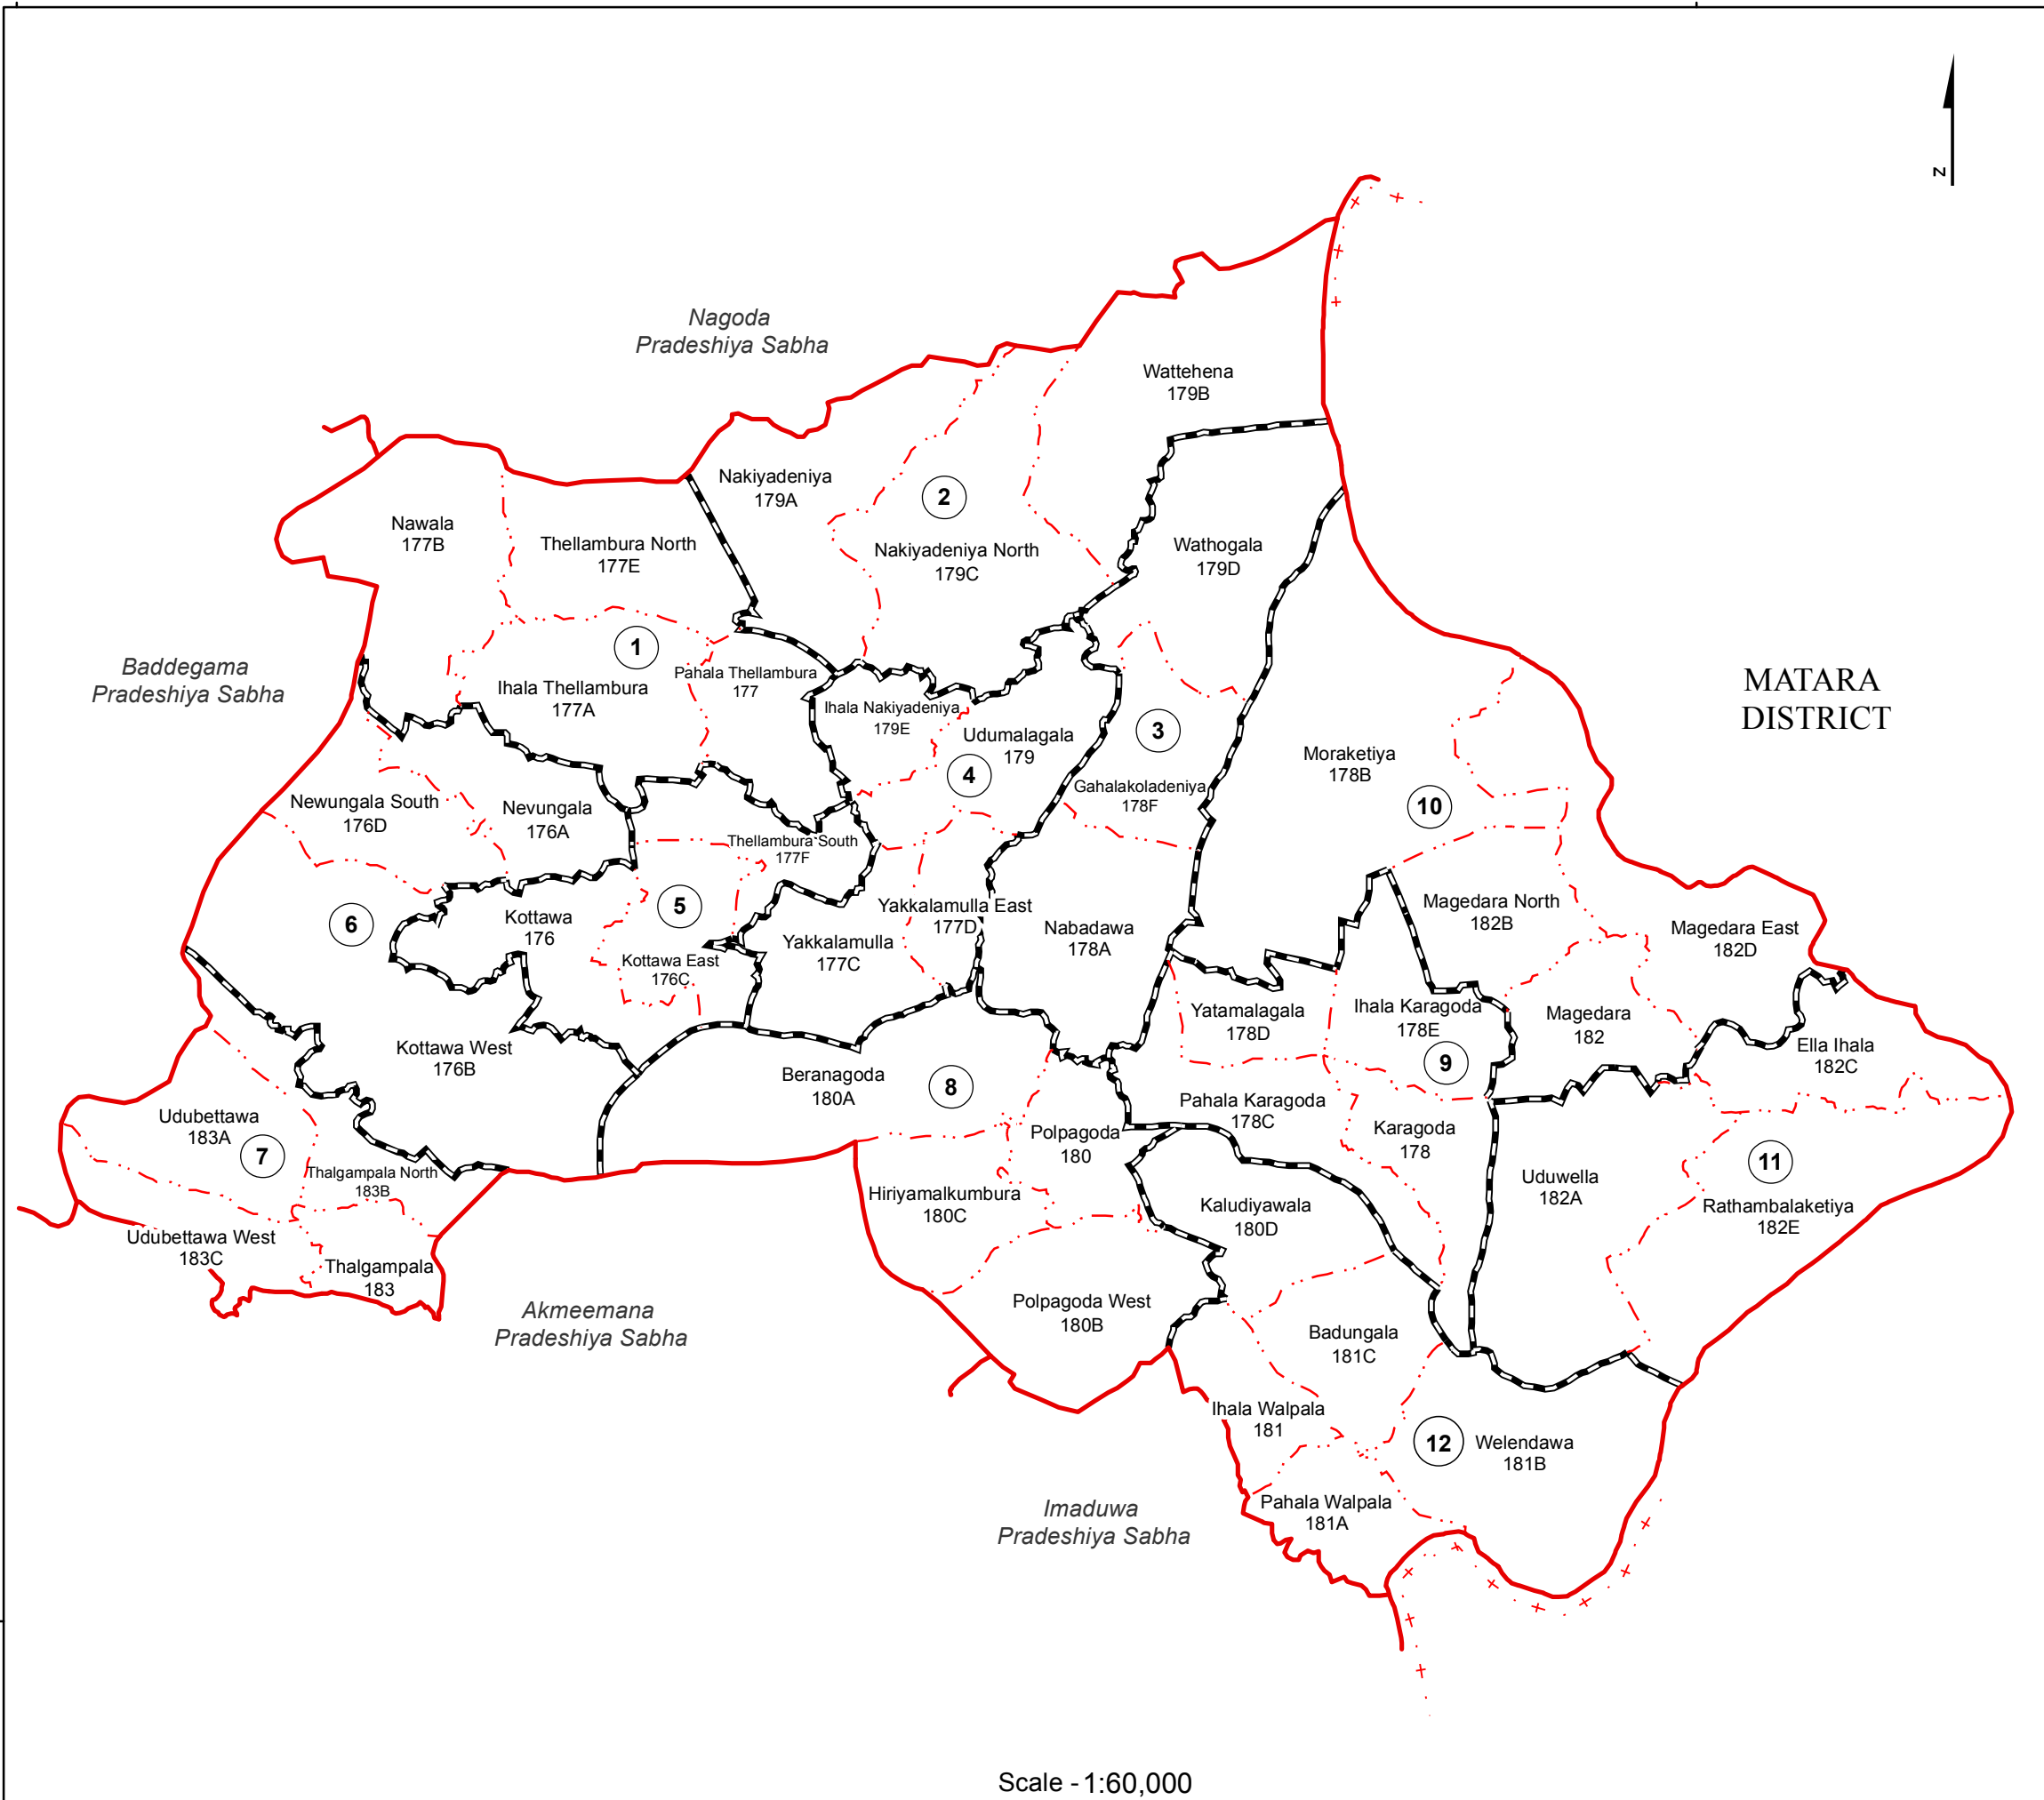 Z
Nagoda
Pradeshiya Sabha
Wattehena
179B
Nakiyadeniya
179A
2
Nawala
177B
Thellambura North
177E
Nakiyadeniya North
179C
Wathogala
179D
1
Baddegama
Pradeshiya Sabha
Ihala Thellambura
177A
Pahala Thellambura
177
Ihala Nakiyadeniya
179E
Udumalagala
179
3
4
MATARA
DISTRICT
Moraketiya
178B
Gahalakoladeniya
178F
10
Newungala South
176D
Nevungala
176A
Thellambura South
177F
6
Kottawa
176
5
Kottawa East
176C
Yakkalamulla
177C
Yakkalamulla East
177D
Nabadawa
178A
Magedara North
182B
Magedara East
182D
Yatamalagala
178D
Ihala Karagoda
178E
9
Magedara
182
Ella Ihala
182C
Kottawa West
176B
Beranagoda
180A
8
Pahala Karagoda
178C
Karagoda
178
Udubettawa
183A
7
Thalgampala North
183B
Polpagoda
180
Hiriyamalkumbura
180C
Kaludiyawala
180D
Uduwella
182A
11
Rathambalaketiya
182E
Udubettawa West
183C
Thalgampala
183
Akmeemana
Pradeshiya Sabha
Polpagoda West
180B
Badungala
181C
Ihala Walpala
181
12
Welendawa
181B
Imaduwa
Pradeshiya Sabha
Pahala Walpala
181A
Scale - 1:60,000